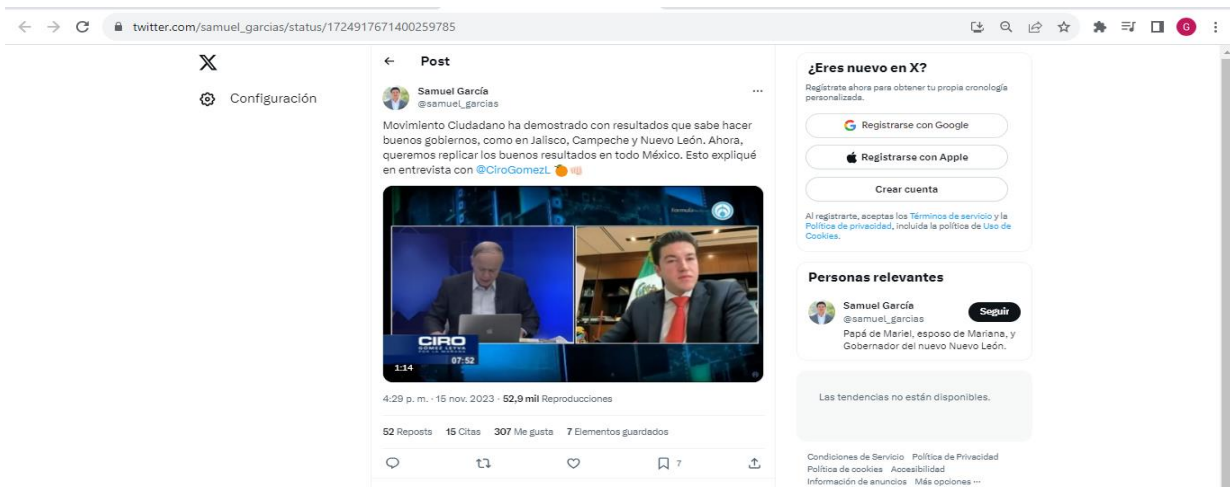 twitter.com/samuel_garcias/status/1724917671400259785
G
X
Configuración
Post
Samuel García
@samuel_garcias
Movimiento Ciudadano ha demostrado con resultados que sabe hacer
buenos gobiernos, como en Jalisco, Campeche y Nuevo León. Ahora,
queremos replicar los buenos resultados en todo México. Esto expliqué
en entrevista con @CiroGomezL 🍊👊🏻
Formula
CIRO
GÓMEZ LEYVA
POR LA MAÑANA
07:52
1:14
4:29 p. m. · 15 nov. 2023 · 52,9 mil Reproducciones
52 Reposts 15 Citas 307 Me gusta 7 Elementos guardados
7
¿Eres nuevo en X?
Regístrate ahora para obtener tu propia cronología
personalizada.
Registrarse con Google
Registrarse con Apple
Crear cuenta
Al registrarte, aceptas los Términos de servicio y la
Política de privacidad, incluida la política de Uso de
Cookies.
Personas relevantes
Samuel García
@samuel_garcias
Seguir
Papá de Mariel, esposo de Mariana, y
Gobernador del nuevo Nuevo León.
Las tendencias no están disponibles.
Condiciones de Servicio Política de Privacidad
Política de cookies Accesibilidad
Información de anuncios Más opciones ···